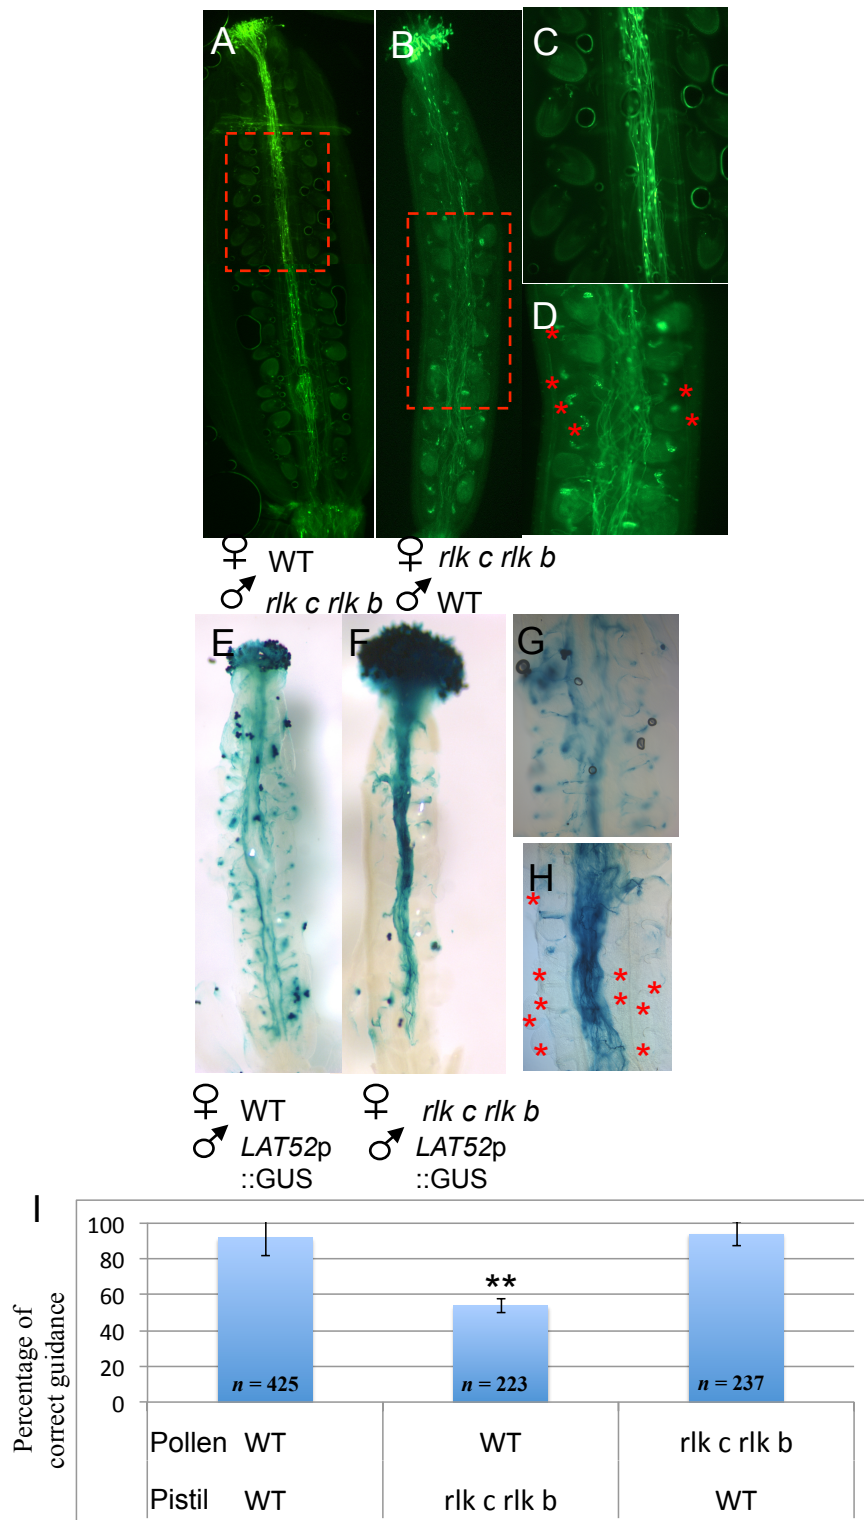 A
B
C
D
*
*
*
*
*
*
♀ WT
♂ rlk c rlk b
♀ rlk c rlk b
♂ WT
E
F
G
H
*
*
*
*
*
*
*
*
*
*
♀ WT
♂ LAT52p
::GUS
♀ rlk c rlk b
♂ LAT52p
::GUS
I
Percentage of
correct guidance
100
80
60
40
20
0
**
n = 425
n = 223
n = 237
Pollen WT WT rlk c rlk b
Pistil WT rlk c rlk b WT